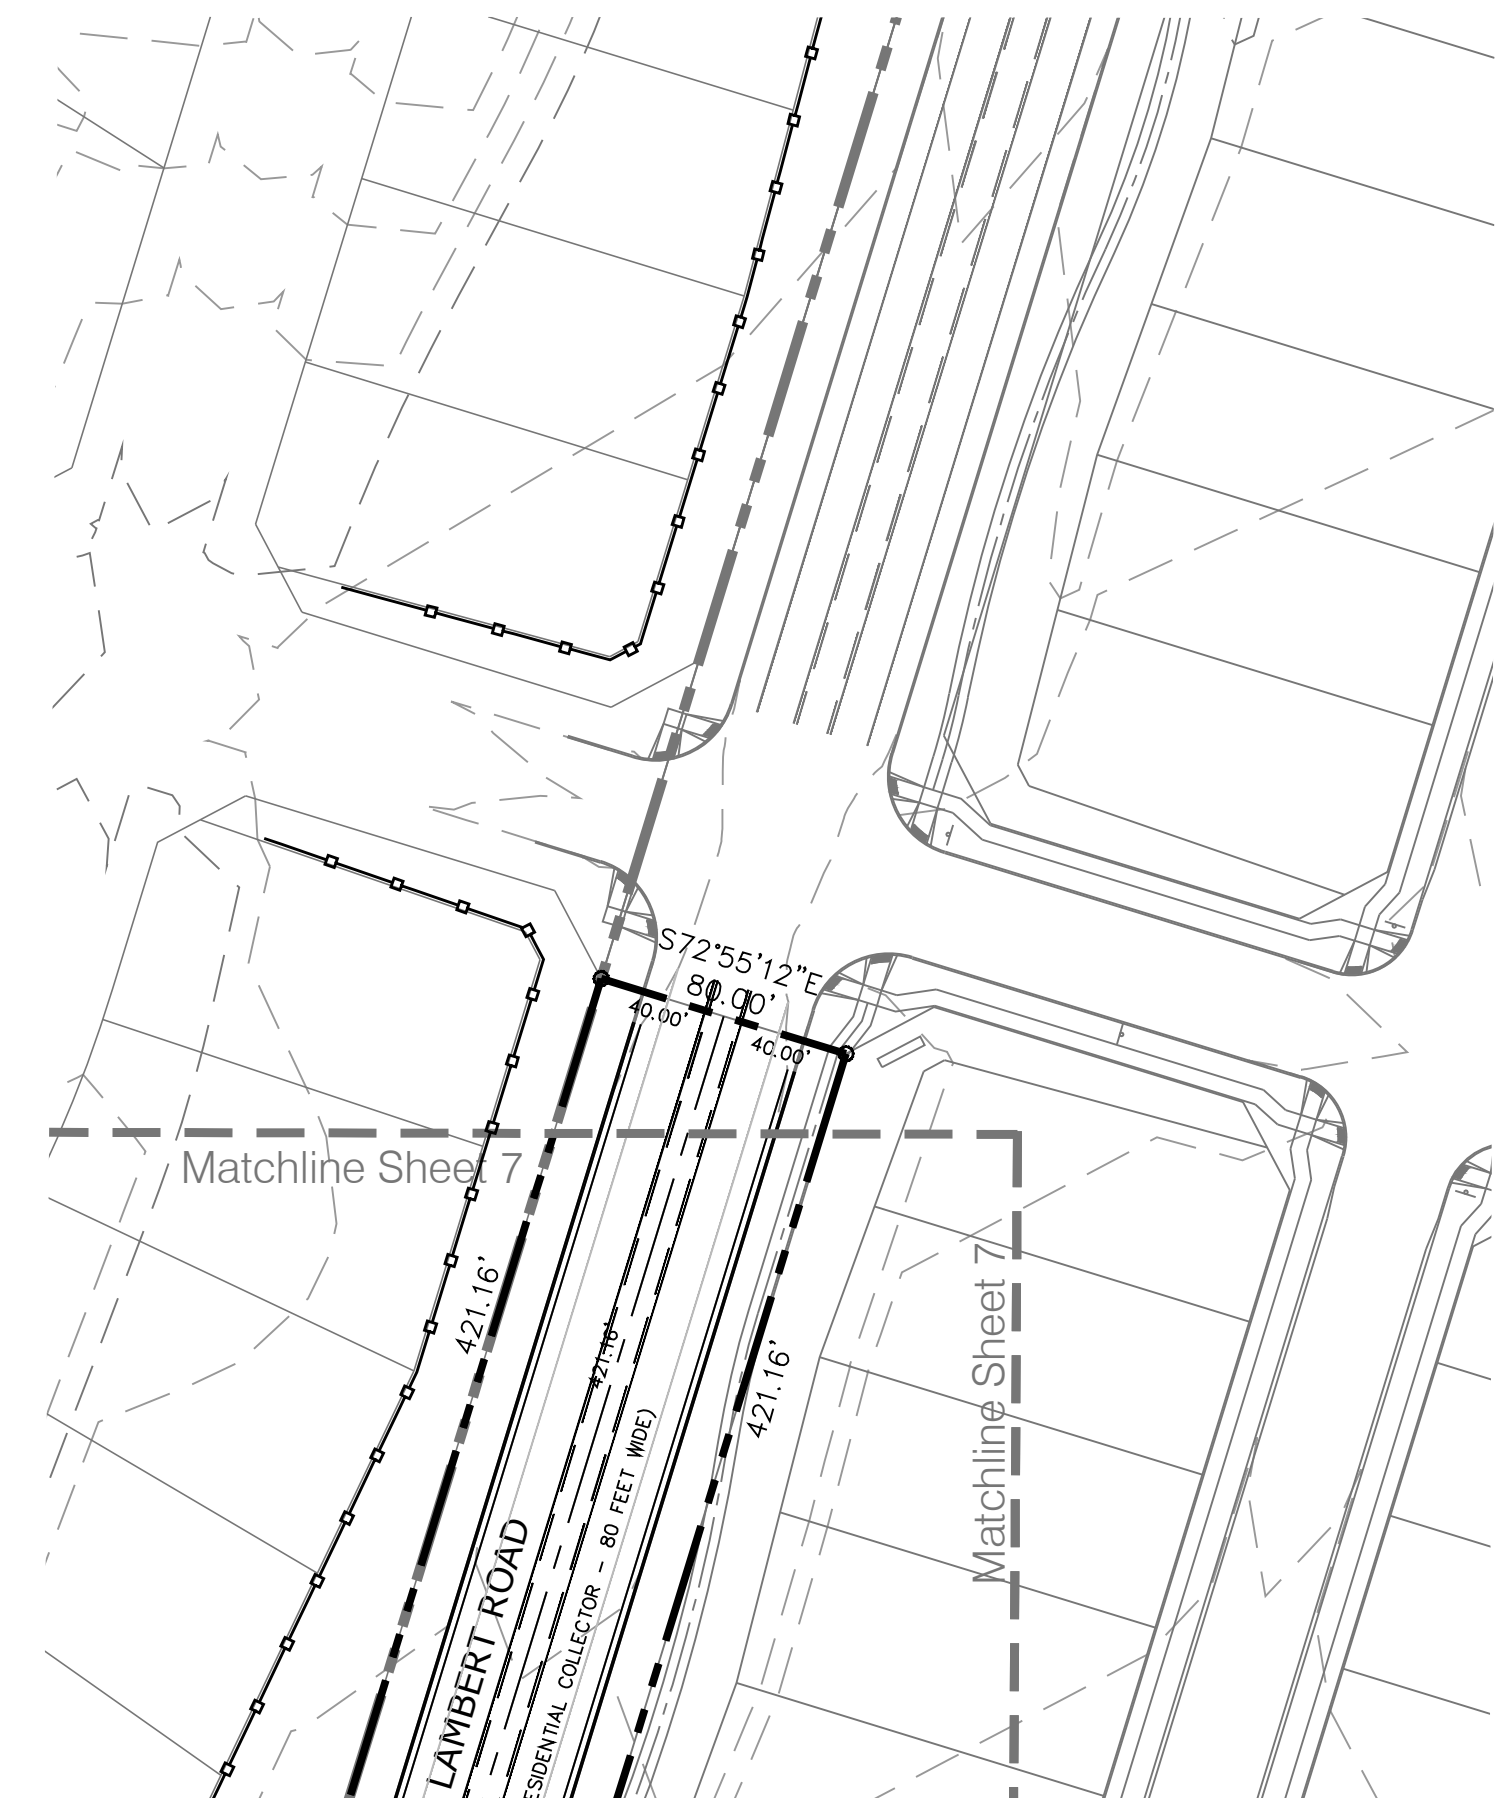 S72°55'12"E
80.00'
40.00'
40.00'
Matchline Sheet 7
421.16'
421.16'
421.16'
Matchline Sheet 7
LAMBERT ROAD
ESIDENTIAL COLLECTOR - 80 FEET WIDE)